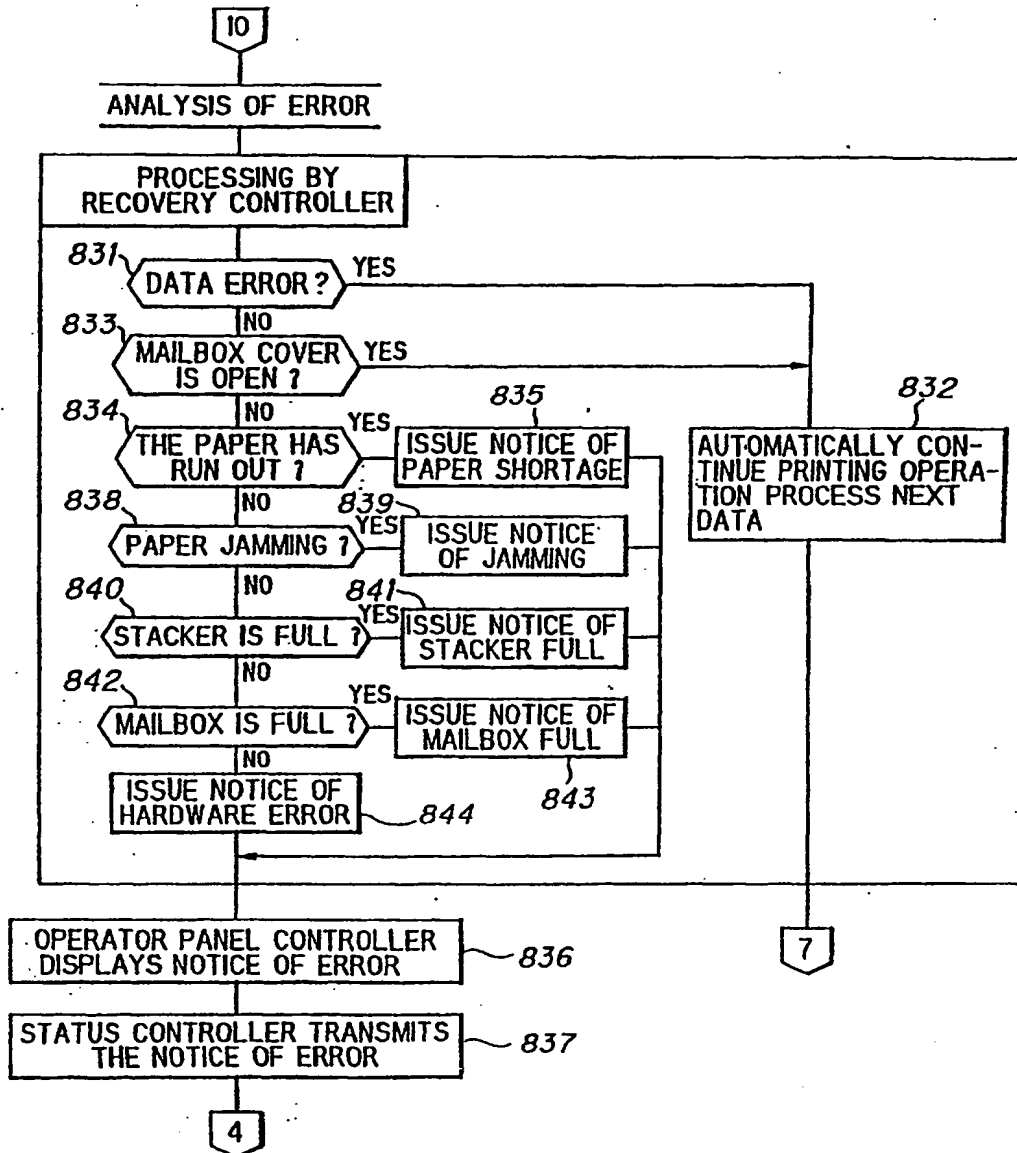 10
ANALYSIS OF ERROR
PROCESSING BY
RECOVERY CONTROLLER
831
DATA ERROR?
YES
NO
833
MAILBOX COVER
IS OPEN ?
YES
NO
834
THE PAPER HAS
RUN OUT ?
YES
835
ISSUE NOTICE OF
PAPER SHORTAGE
832
AUTOMATICALLY CON-
TINUE PRINTING OPERA-
TION PROCESS NEXT
DATA
NO
838
PAPER JAMMING ?
YES
839
ISSUE NOTICE
OF JAMMING
NO
840
STACKER IS FULL ?
YES
841
ISSUE NOTICE OF
STACKER FULL
NO
842
MAILBOX IS FULL ?
YES
ISSUE NOTICE OF
MAILBOX FULL
843
NO
ISSUE NOTICE OF
HARDWARE ERROR
844
OPERATOR PANEL CONTROLLER
DISPLAYS NOTICE OF ERROR
836
7
STATUS CONTROLLER TRANSMITS
THE NOTICE OF ERROR
837
4